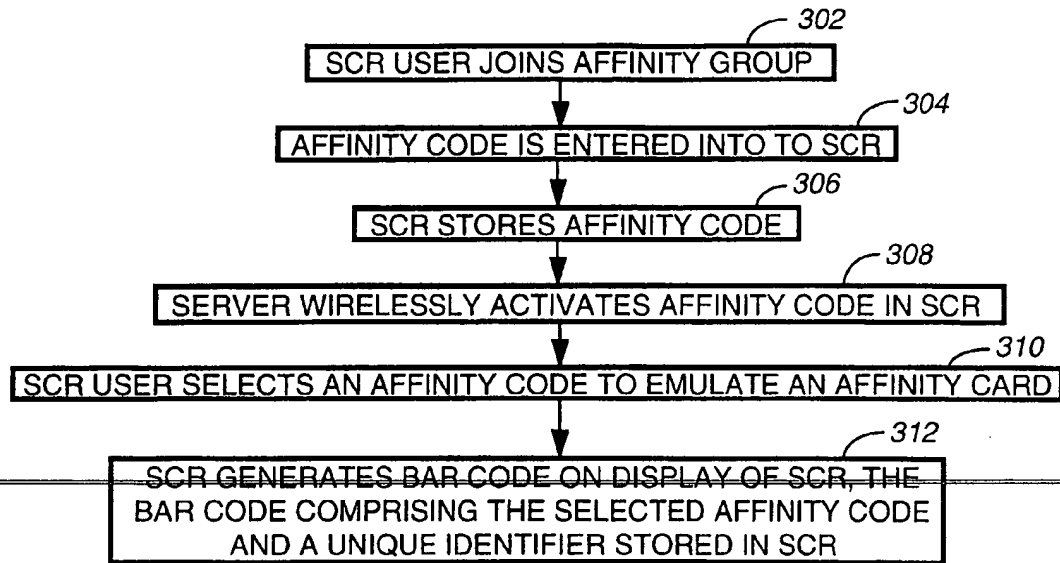 302
SCR USER JOINS AFFINITY GROUP
304
AFFINITY CODE IS ENTERED INTO TO SCR
306
SCR STORES AFFINITY CODE
308
SERVER WIRELESSLY ACTIVATES AFFINITY CODE IN SCR
310
SCR USER SELECTS AN AFFINITY CODE TO EMULATE AN AFFINITY CARD
312
SCR GENERATES BAR CODE ON DISPLAY OF SCR, THE
BAR CODE COMPRISING THE SELECTED AFFINITY CODE
AND A UNIQUE IDENTIFIER STORED IN SCR